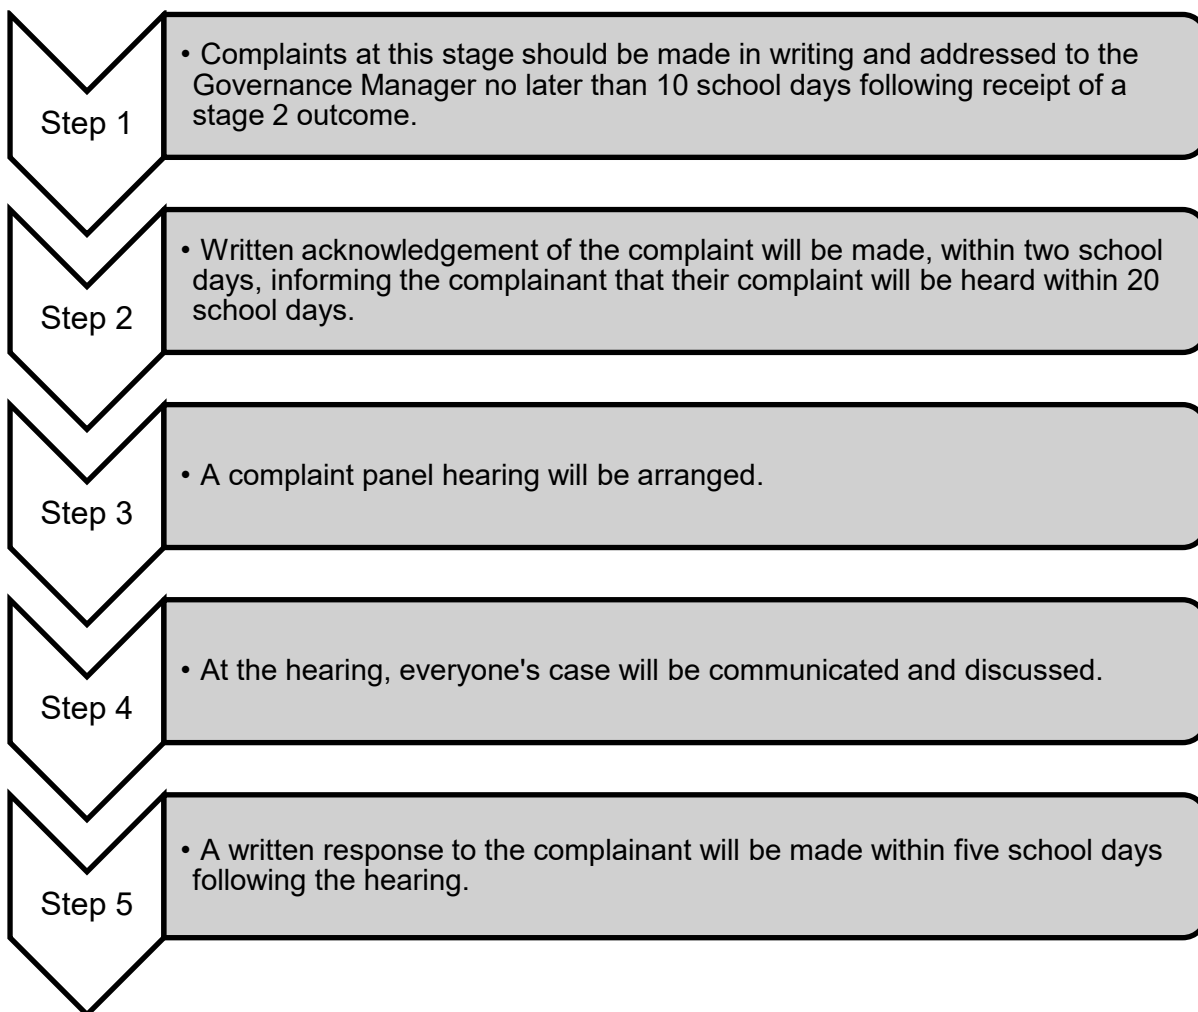 Step 1
• Complaints at this stage should be made in writing and addressed to the
Governance Manager no later than 10 school days following receipt of a
stage 2 outcome.
Step 2
• Written acknowledgement of the complaint will be made, within two school
days, informing the complainant that their complaint will be heard within 20
school days.
Step 3
• A complaint panel hearing will be arranged.
Step 4
• At the hearing, everyone's case will be communicated and discussed.
Step 5
• A written response to the complainant will be made within five school days
following the hearing.